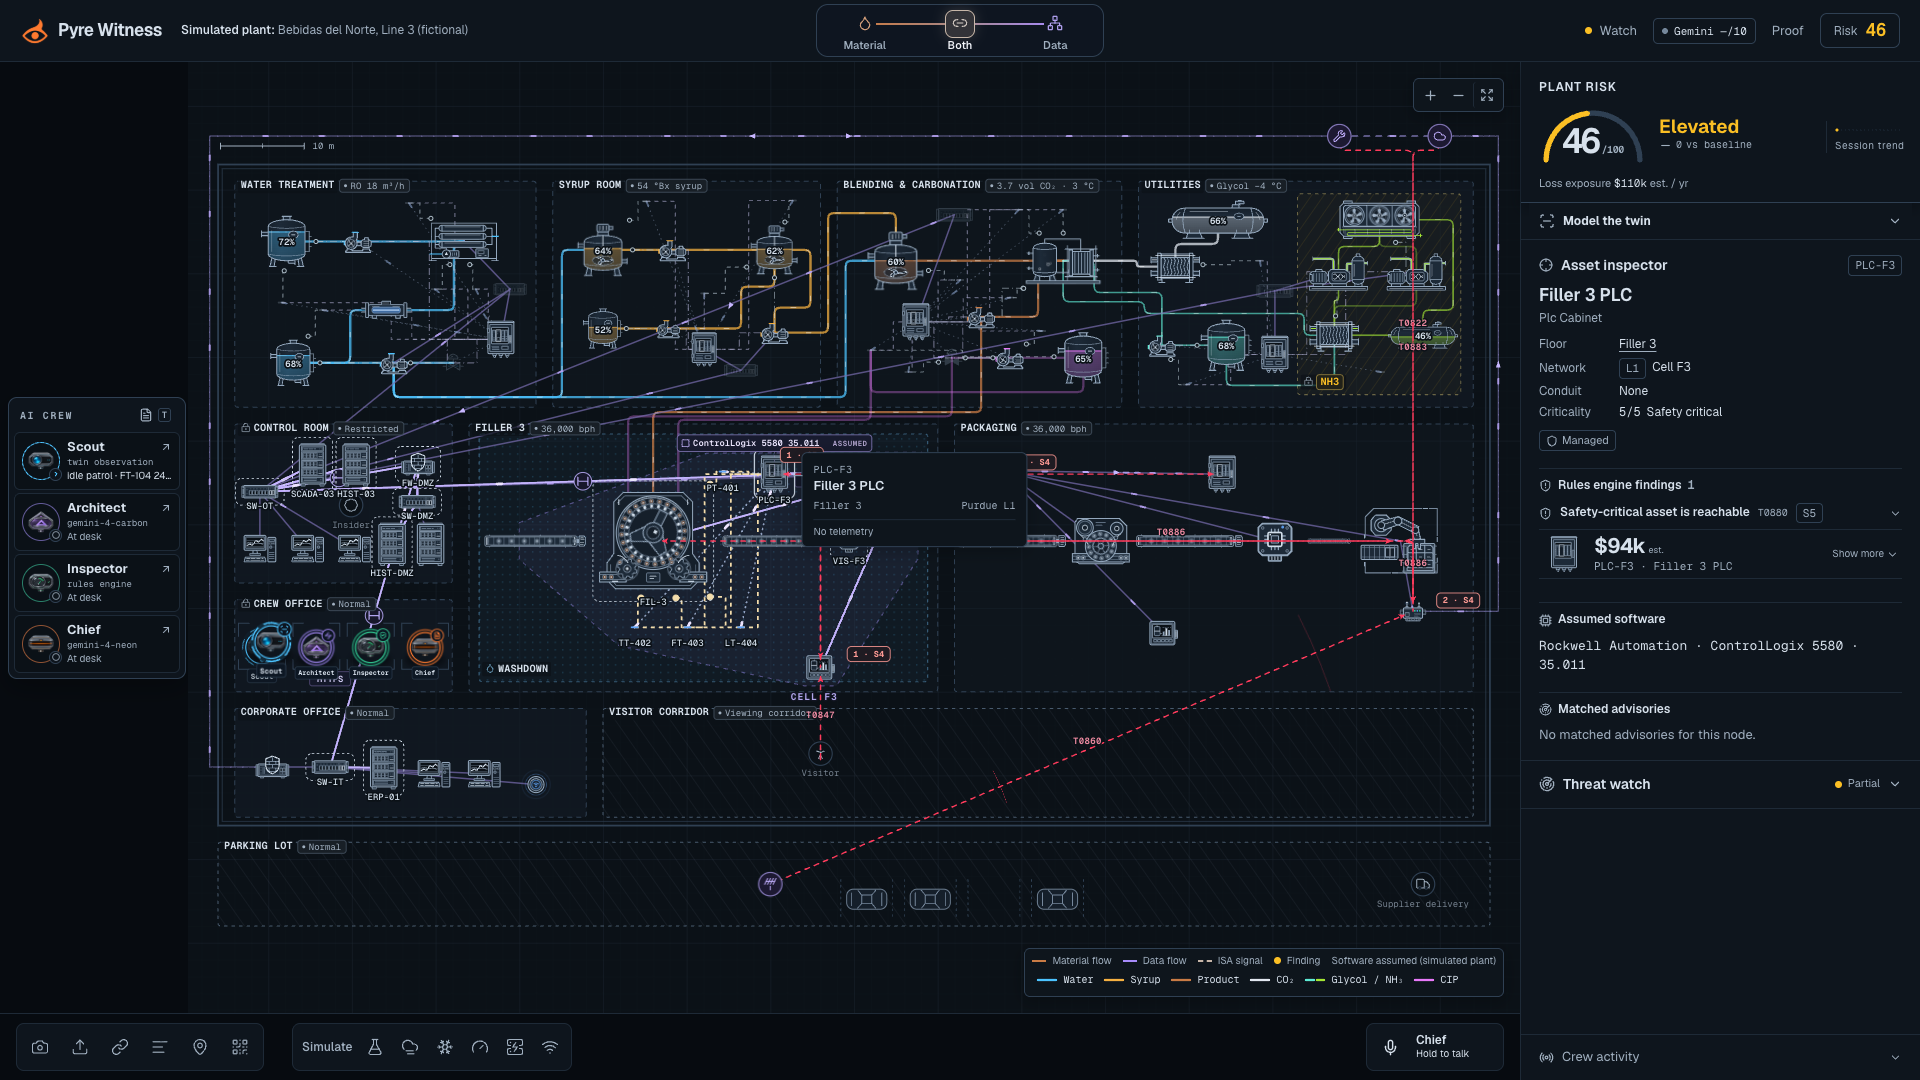 Pyre Witness
Simulated plant: Bebidas del Norte, Line 3 (fictional)
Material
Both
Data
Watch
Gemini —/10
Proof
Risk 46
10 m
WATER TREATMENT
RO 18 m³/h
72%
68%
SYRUP ROOM
54 °Bx syrup
64%
62%
52%
BLENDING & CARBONATION
3.7 vol CO₂ · 3 °C
60%
65%
UTILITIES
Glycol −4 °C
66%
68%
T0822
46%
T0883
NH3
AI CREW
T
Scout
twin observation
Idle patrol · FT-104 24…
Architect
gemini-4-carbon
At desk
Inspector
rules engine
At desk
Chief
gemini-4-neon
At desk
CONTROL ROOM
Restricted
SCADA-03
HIST-03
FW-DMZ
SW-OT
SW-DMZ
Insider
HIST-DMZ
FILLER 3
36,000 bph
ControlLogix 5580 35.011 ASSUMED
PT-401
PLC-F3
PLC-F3
Filler 3 PLC
Filler 3
Purdue L1
No telemetry
VIS-F3
FIL-3
TT-402
FT-403
LT-404
WASHDOWN
1 · S4
CELL F3
PACKAGING
36,000 bph
· S4
T0886
T0886
2 · S4
CREW OFFICE
Normal
Scout
Architect
Inspector
Chief
CORPORATE OFFICE
Normal
SW-IT
ERP-01
VISITOR CORRIDOR
Viewing corridor
T0847
Visitor
T0860
PARKING LOT
Normal
Supplier delivery
Material flow
Data flow
ISA signal
Finding
Software assumed (simulated plant)
Water
Syrup
Product
CO₂
Glycol / NH₃
CIP
Simulate
Chief
Hold to talk
PLANT RISK
46/100
Elevated
— 0 vs baseline
Session trend
Loss exposure $110k est. / yr
Model the twin
Asset inspector
PLC-F3
Filler 3 PLC
Plc Cabinet
Floor
Filler 3
Network
L1 Cell F3
Conduit
None
Criticality
5/5 Safety critical
Managed
Rules engine findings 1
Safety-critical asset is reachable T0880 S5
$94k est.
PLC-F3 · Filler 3 PLC
Show more
Assumed software
Rockwell Automation · ControlLogix 5580 ·
35.011
Matched advisories
No matched advisories for this node.
Threat watch
Partial
Crew activity